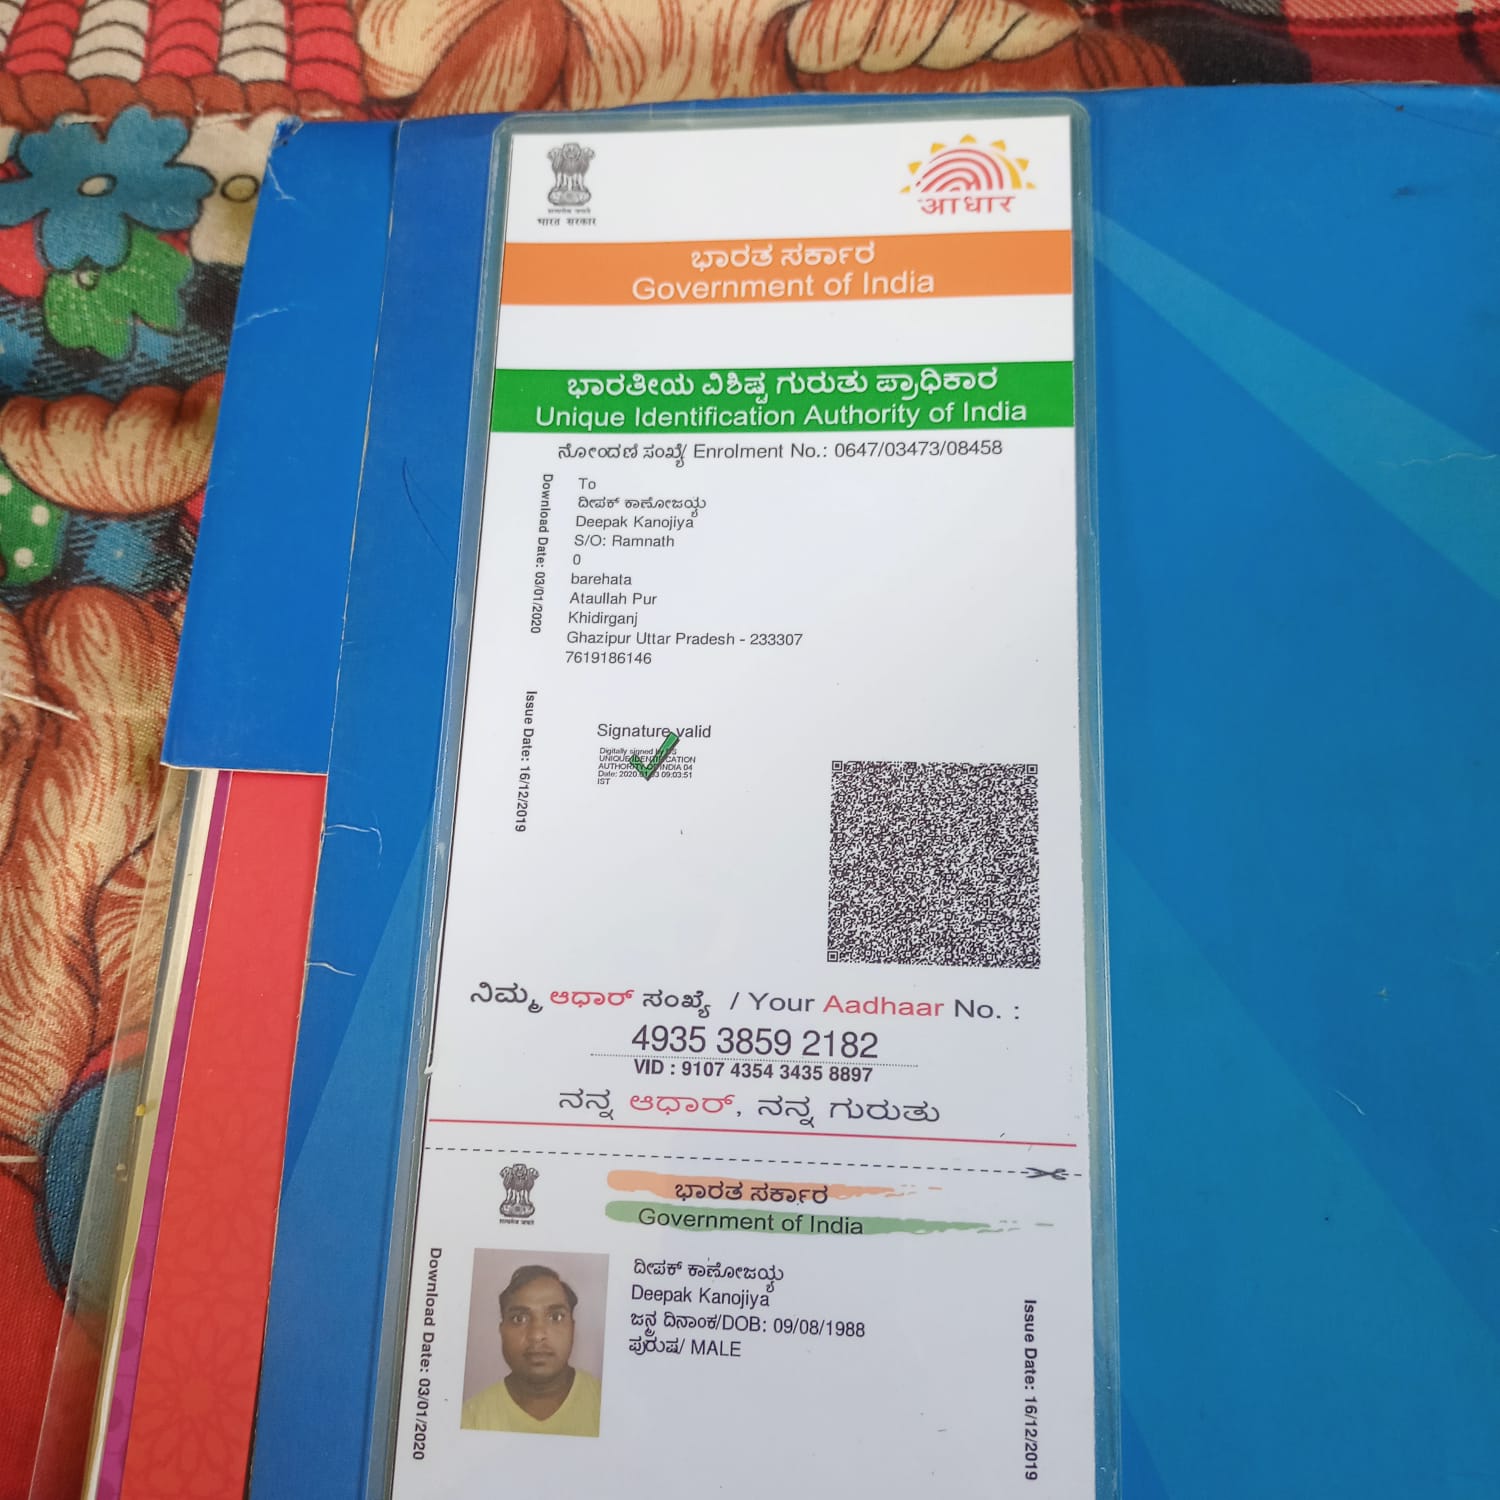 सत्यमेव जयते
भारत सरकार
आधार
ಭಾರತ ಸರ್ಕಾರ
Government of India
ಭಾರತೀಯ ವಿಶಿಷ್ಟ ಗುರುತು ಪ್ರಾಧಿಕಾರ
Unique Identification Authority of India
ನೋಂದಣಿ ಸಂಖ್ಯೆ/ Enrolment No.: 0647/03473/08458
Download Date: 03/01/2020
To
ದೀಪಕ್ ಕಾಣೋಜಯ್ಯ
Deepak Kanojiya
S/O: Ramnath
0
barehata
Ataullah Pur
Khidirganj
Ghazipur Uttar Pradesh - 233307
7619186146
Issue Date: 16/12/2019
Signature valid
Digitally signed by DS
UNIQUE IDENTIFICATION
AUTHORITY OF INDIA 04
Date: 2020.01.03 09:03:51
IST
ನಿಮ್ಮ ಆಧಾರ್ ಸಂಖ್ಯೆ / Your Aadhaar No. :
4935 3859 2182
VID : 9107 4354 3435 8897
ನನ್ನ ಆಧಾರ್, ನನ್ನ ಗುರುತು
सत्यमेव जयते
ಭಾರತ ಸರ್ಕಾರ
Government of India
Download Date: 03/01/2020
ದೀಪಕ್ ಕಾಣೋಜಯ್ಯ
Deepak Kanojiya
ಜನ್ಮ ದಿನಾಂಕ/DOB: 09/08/1988
ಪುರುಷ/ MALE
Issue Date: 16/12/2019